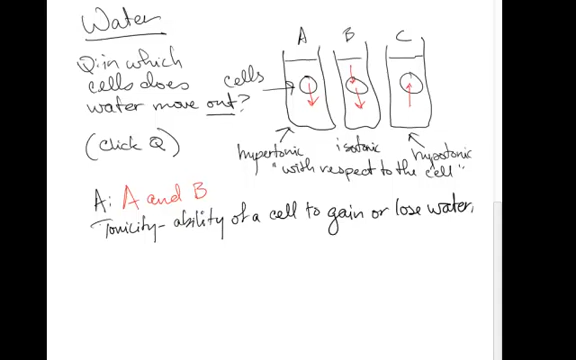 Water
Q: in which
cells does
water move out?
(Click Q)
A B C
cells
hypertonic isotonic hypotonic
"with respect to the cell"
A: A and B
Tonicity - ability of a cell to gain or lose water.